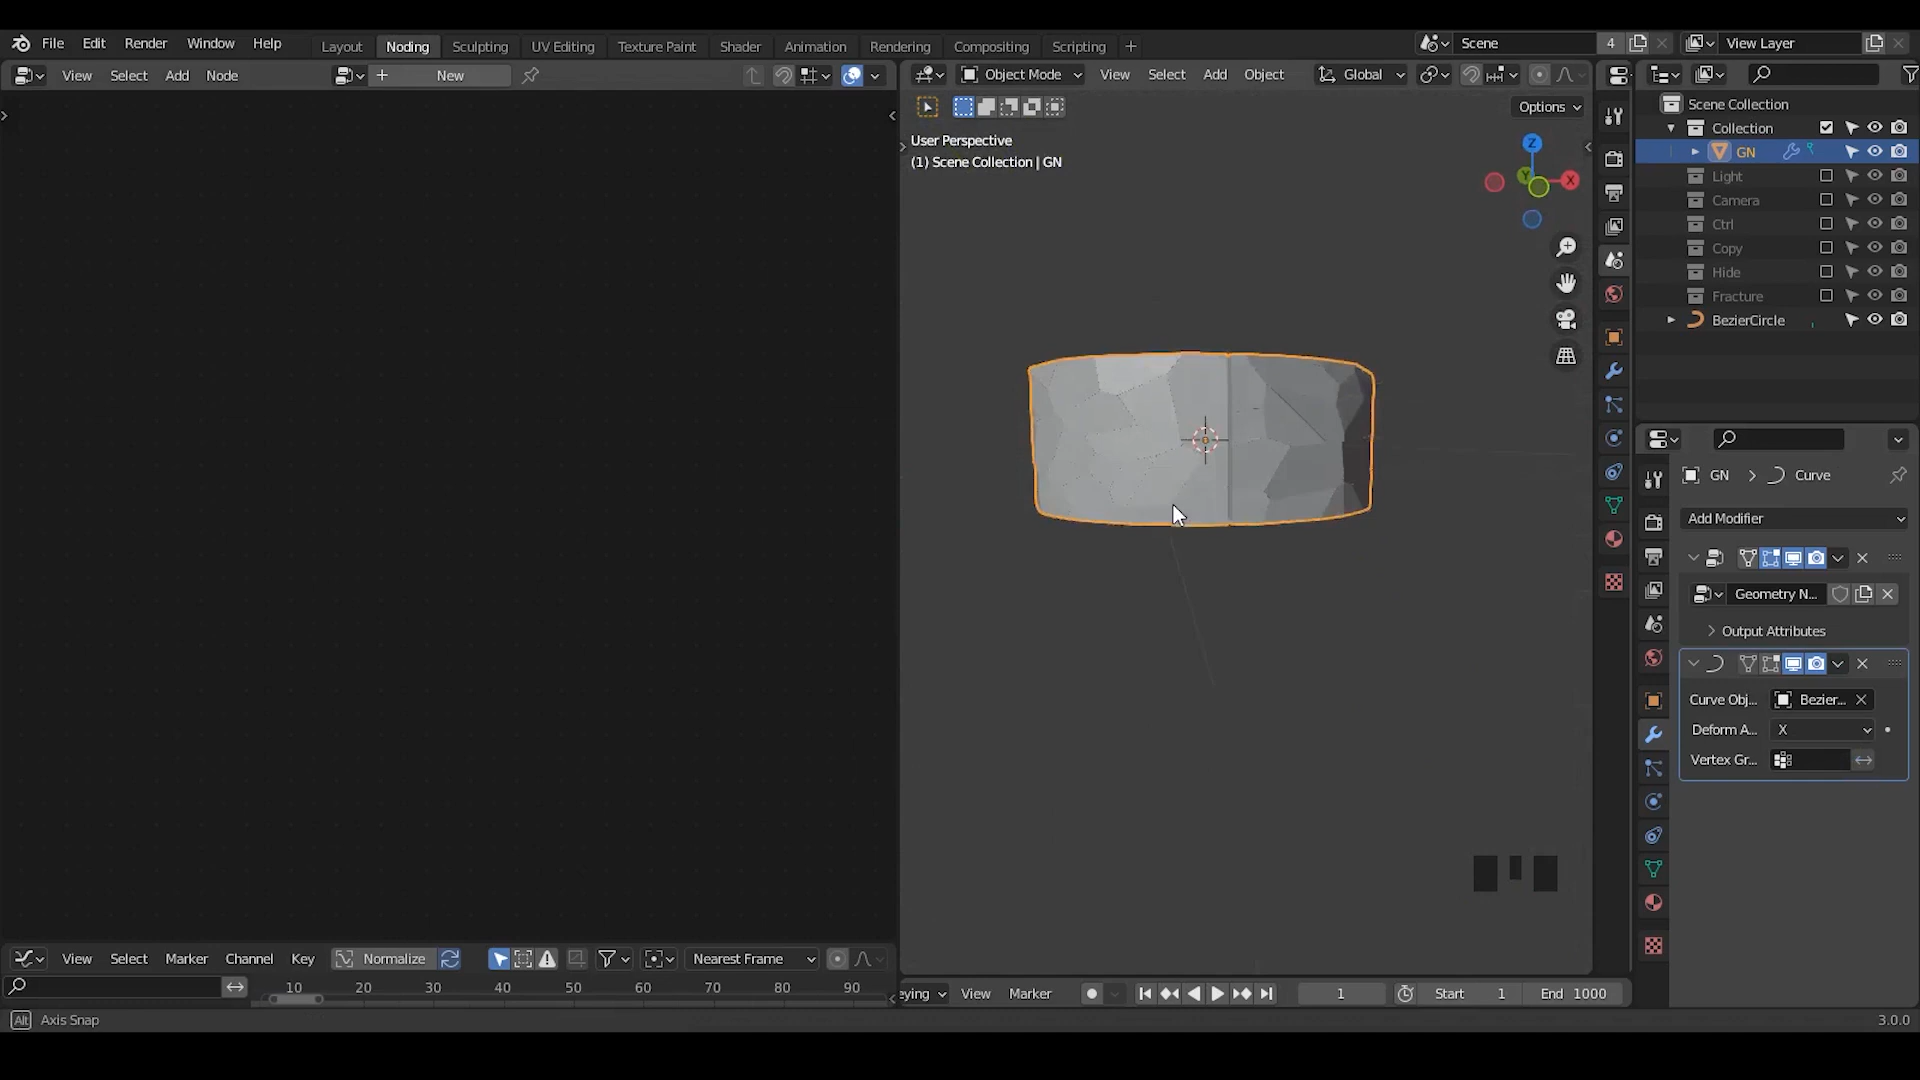 File Edit Render Window Help Layout Noding Sculpting UV Editing Texture Paint Shader Animation Rendering Compositing Scripting + Scene 4 View Layer
View Select Add Node New Object Mode View Select Add Object Global
Options
User Perspective
(1) Scene Collection | GN
Z
Y
X
Scene Collection
Collection
GN
Light
Camera
Ctrl
Copy
Hide
Fracture
BezierCircle
GN > Curve
Add Modifier
Geometry N...
Output Attributes
Curve Obj... Bezier...
Deform A... X
Vertex Gr...
View Select Marker Channel Key Normalize Nearest Frame
10 30 40 50 60 70 80 90
eying View Marker 1 Start 1 End 1000
Alt Axis Snap 3.0.0